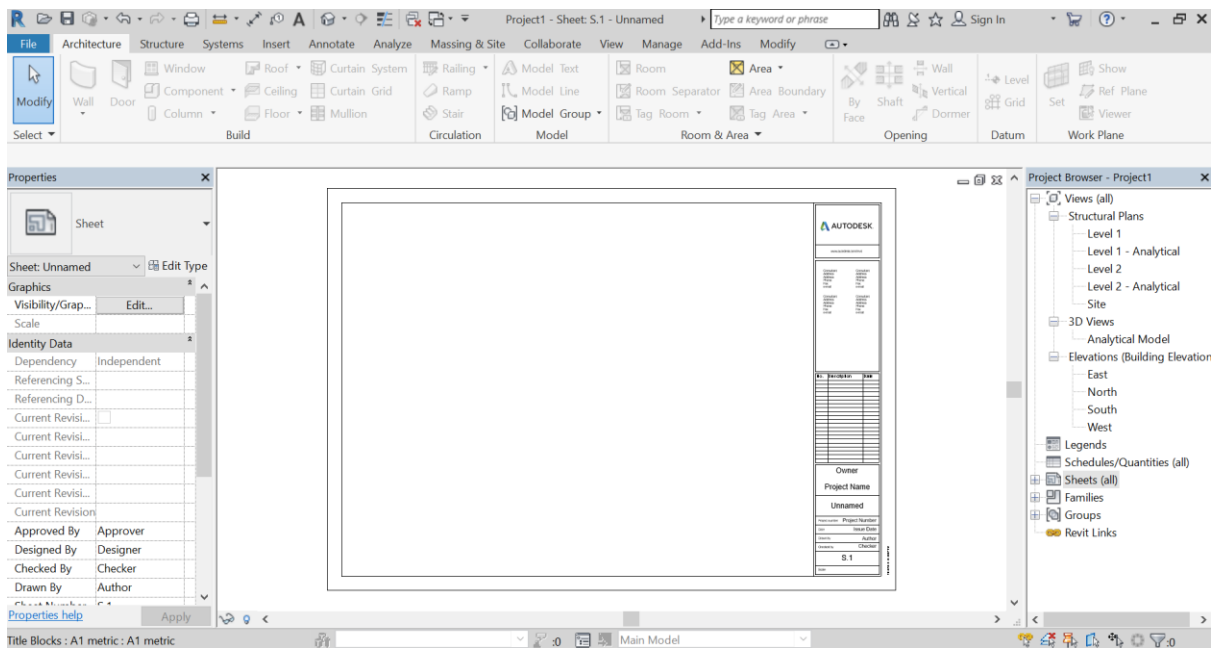 Project1 - Sheet: S.1 - Unnamed
Type a keyword or phrase
Sign In
File Architecture Structure Systems Insert Annotate Analyze Massing & Site Collaborate View Manage Add-Ins Modify
Modify
Wall
Door
Window
Component
Column
Roof
Ceiling
Floor
Curtain System
Curtain Grid
Mullion
Railing
Ramp
Stair
Model Text
Model Line
Model Group
Room
Room Separator
Tag Room
Area
Area Boundary
Tag Area
By Face
Shaft
Wall
Vertical
Dormer
Level
Grid
Set
Show
Ref Plane
Viewer
Select Build Circulation Model Room & Area Opening Datum Work Plane
Properties
Sheet
Sheet: Unnamed Edit Type
Graphics
Visibility/Grap... Edit...
Scale
Identity Data
Dependency Independent
Referencing S...
Referencing D...
Current Revisi...
Current Revisi...
Current Revisi...
Current Revisi...
Current Revisi...
Current Revision
Approved By Approver
Designed By Designer
Checked By Checker
Drawn By Author
Properties help Apply
AUTODESK
No. Description Date
Owner
Project Name
Unnamed
Project Number
Issue Date
Author
Checker
S.1
Project Browser - Project1
Views (all)
Structural Plans
Level 1
Level 1 - Analytical
Level 2
Level 2 - Analytical
Site
3D Views
Analytical Model
Elevations (Building Elevation
East
North
South
West
Legends
Schedules/Quantities (all)
Sheets (all)
Families
Groups
Revit Links
Title Blocks : A1 metric : A1 metric
:0
Main Model
:0